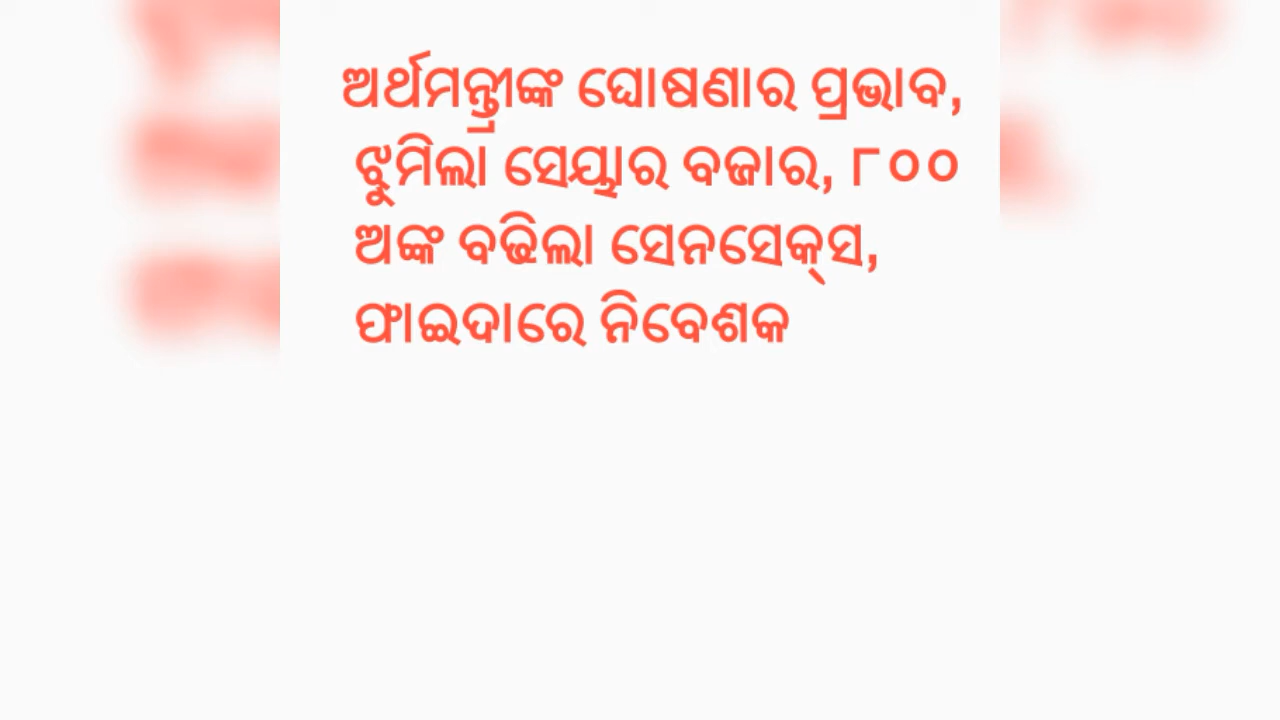 ଅର୍ଥମନ୍ତ୍ରୀଙ୍କ ଘୋଷଣାର ପ୍ରଭାବ,
ଝୁମିଲା ସେୟାର ବଜାର, ୮୦୦
ଅଙ୍କ ବଢିଲା ସେନସେକ୍‌ସ,
ଫାଇଦାରେ ନିବେଶକ